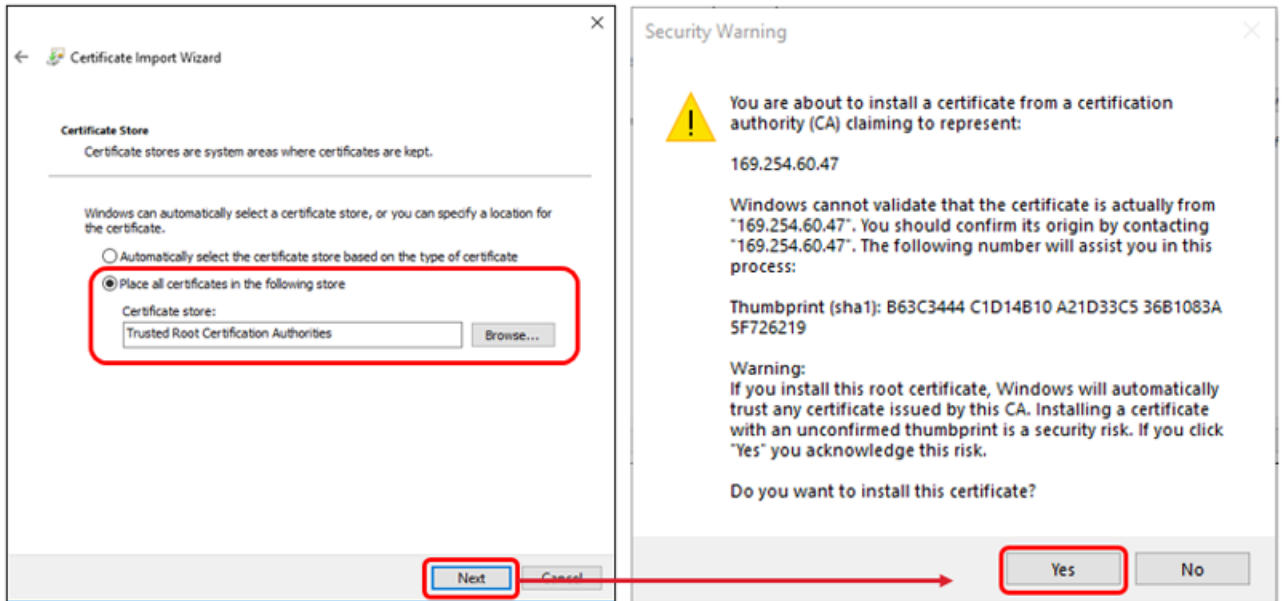 Certificate Import Wizard
Certificate Store
Certificate stores are system areas where certificates are kept.
Windows can automatically select a certificate store, or you can specify a location for
the certificate.
Automatically select the certificate store based on the type of certificate
Place all certificates in the following store
Certificate store:
Trusted Root Certification Authorities
Browse...
Next
Cancel
Security Warning
You are about to install a certificate from a certification
authority (CA) claiming to represent:
169.254.60.47
Windows cannot validate that the certificate is actually from
"169.254.60.47". You should confirm its origin by contacting
"169.254.60.47". The following number will assist you in this
process:
Thumbprint (sha1): B63C3444 C1D14B10 A21D33C5 36B1083A
5F726219
Warning:
If you install this root certificate, Windows will automatically
trust any certificate issued by this CA. Installing a certificate
with an unconfirmed thumbprint is a security risk. If you click
"Yes" you acknowledge this risk.
Do you want to install this certificate?
Yes
No